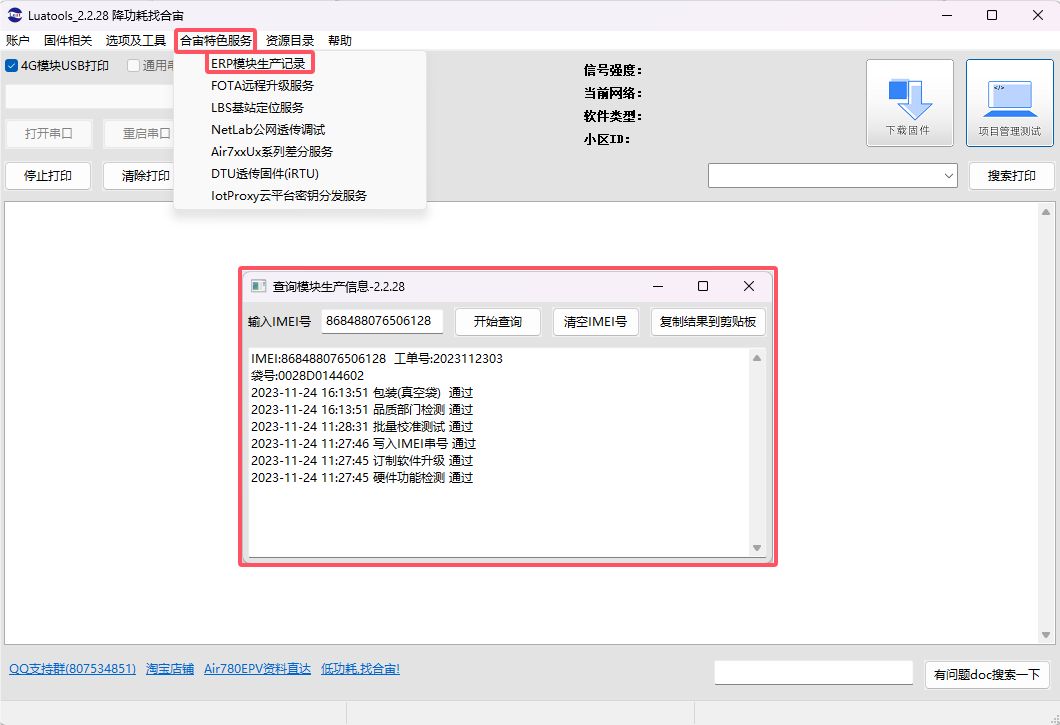 Luatools_2.2.28 降功耗找合宙
账户 固件相关 选项及工具 合宙特色服务 资源目录 帮助
4G模块USB打印 通用串
ERP模块生产记录
FOTA远程升级服务
LBS基站定位服务
NetLab公网透传调试
Air7xxUx系列差分服务
DTU透传固件(iRTU)
IotProxy云平台密钥分发服务
打开串口 重启串口
停止打印 清除打印
信号强度：
当前网络：
软件类型：
小区ID：
下载固件
</>
项目管理测试
搜索打印
查询模块生产信息-2.2.28
输入IMEI号 868488076506128 开始查询 清空IMEI号 复制结果到剪贴板
IMEI:868488076506128 工单号:2023112303
袋号:0028D0144602
2023-11-24 16:13:51 包装(真空袋) 通过
2023-11-24 16:13:51 品质部门检测 通过
2023-11-24 11:28:31 批量校准测试 通过
2023-11-24 11:27:46 写入IMEI串号 通过
2023-11-24 11:27:45 订制软件升级 通过
2023-11-24 11:27:45 硬件功能检测 通过
QQ支持群(807534851) 淘宝店铺 Air780EPV资料直达 低功耗,找合宙!
有问题doc搜索一下